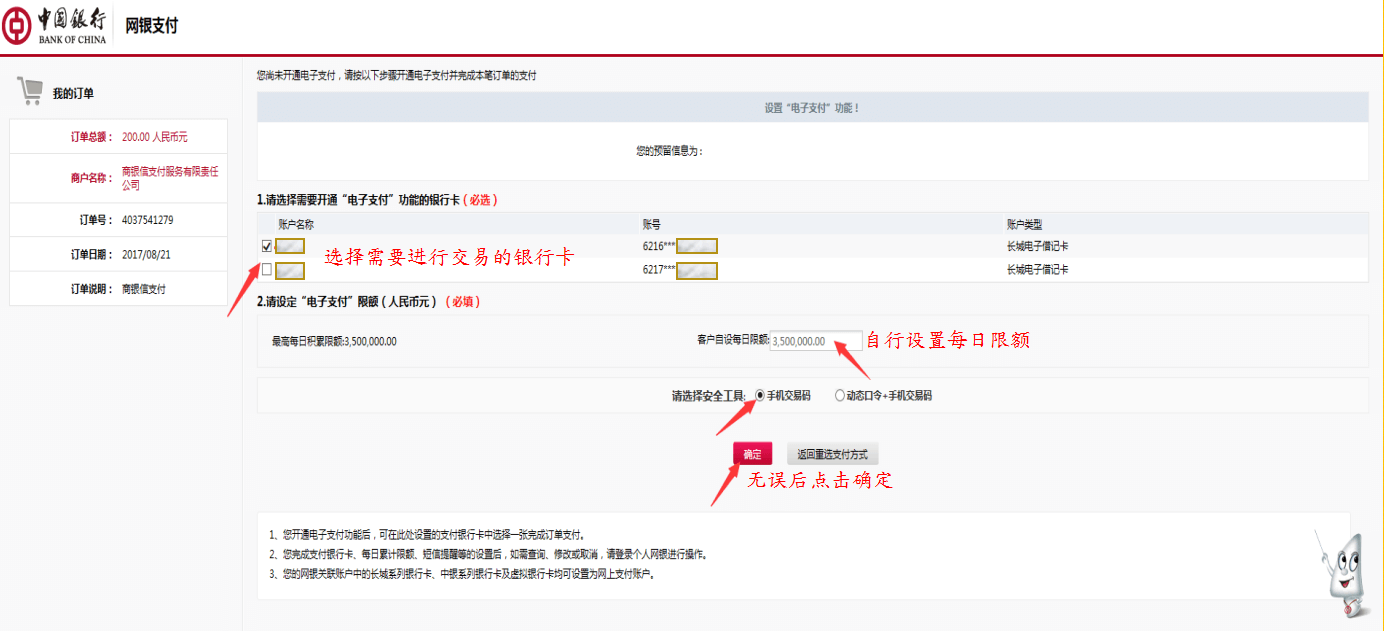 中国银行
BANK OF CHINA
网银支付
我的订单
订单总额： 200.00 人民币元
商户名称： 商银信支付服务有限责任
公司
订单号： 4037541279
订单日期： 2017/08/21
订单说明： 商银信支付
您尚未开通电子支付，请按以下步骤开通电子支付并完成本笔订单的支付
设置“电子支付”功能！
您的预留信息为：
1.请选择需要开通“电子支付”功能的银行卡（必选）
账户名称 账号 账户类型
6216*** 长城电子借记卡
选择需要进行交易的银行卡
6217*** 长城电子借记卡
2.请设定“电子支付”限额（人民币元）（必填）
最高每日积累限额:3,500,000.00 客户自设每日限额: 3,500,000.00 自行设置每日限额
请选择安全工具: 手机交易码 动态口令+手机交易码
确定 返回重选支付方式
无误后点击确定
1、您开通电子支付功能后，可在此处设置的支付银行卡中选择一张完成订单支付。
2、您完成支付银行卡、每日累计限额、短信提醒等的设置后，如需查询、修改或取消，请登录个人网银进行操作。
3、您的网银关联账户中的长城系列银行卡、中银系列银行卡及虚拟银行卡均可设置为网上支付账户。